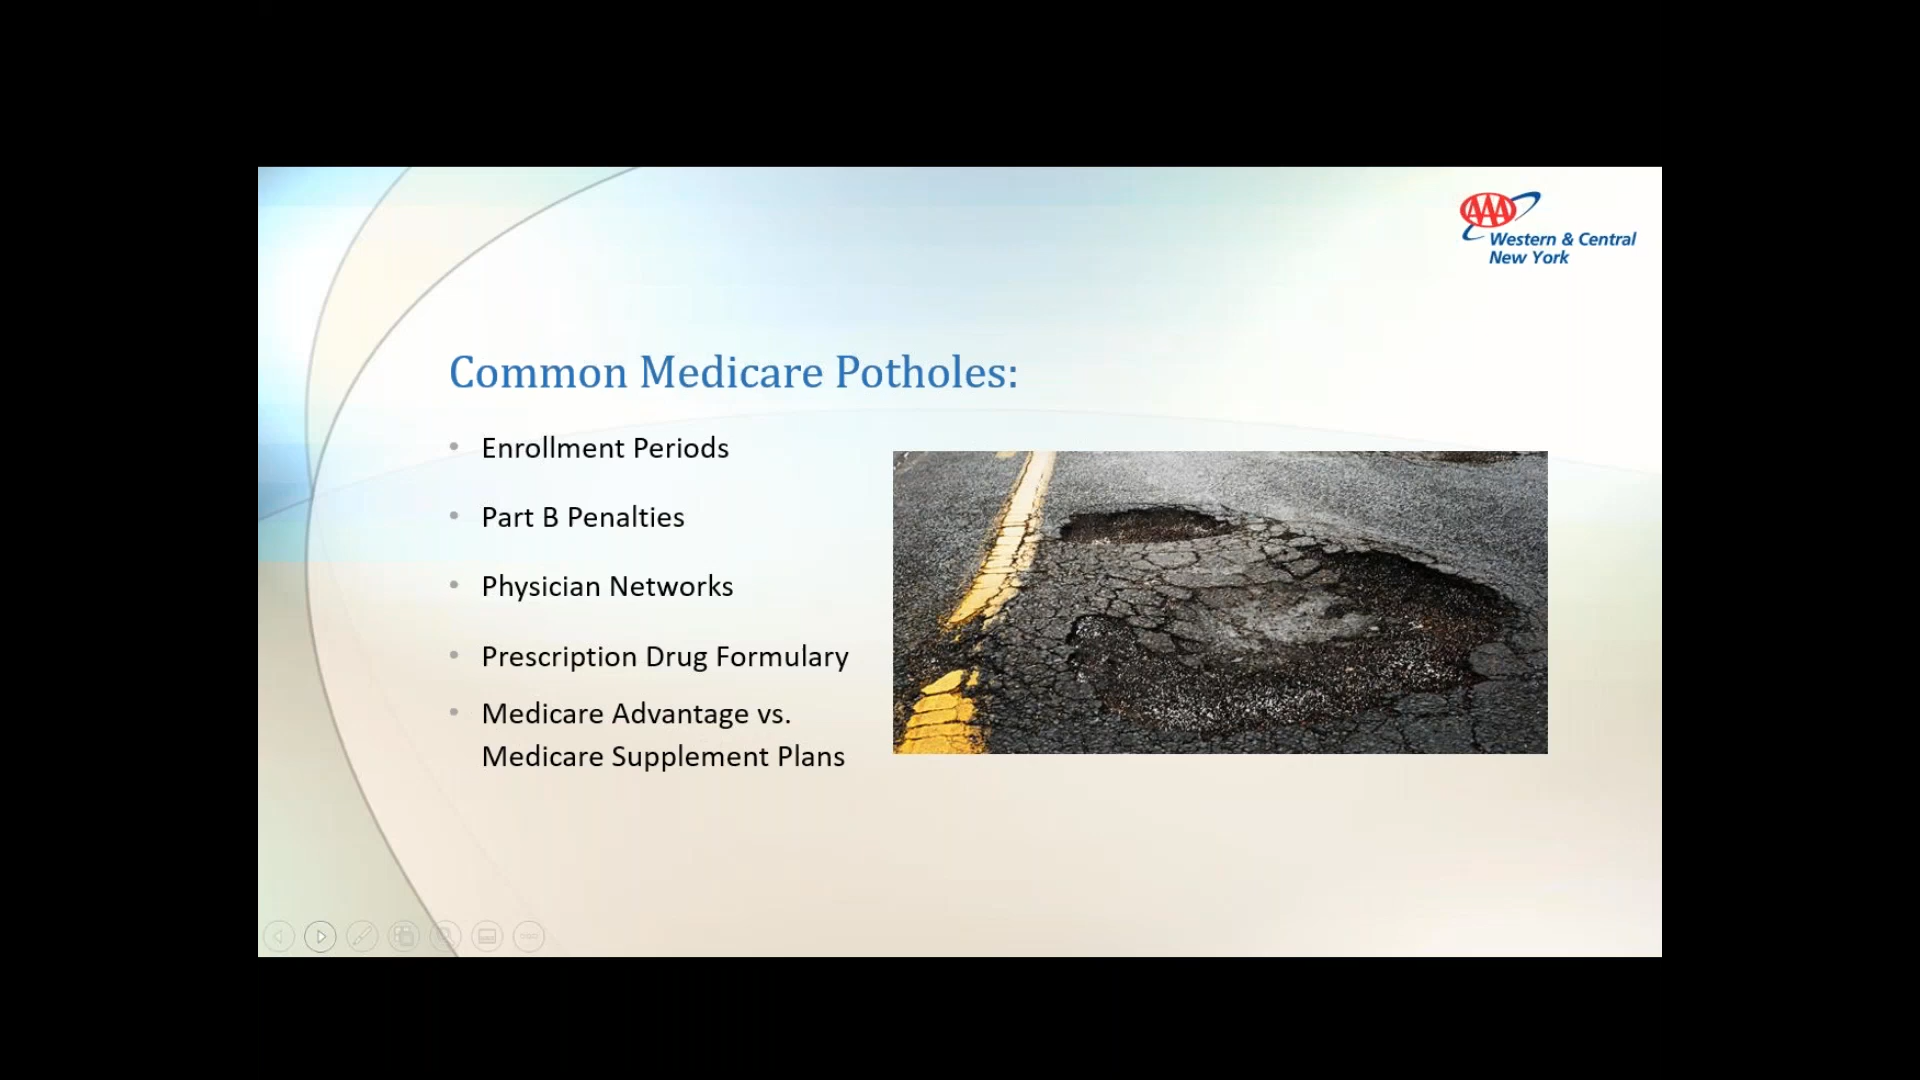 AAA
Western & Central
New York
Common Medicare Potholes:
• Enrollment Periods
• Part B Penalties
• Physician Networks
• Prescription Drug Formulary
• Medicare Advantage vs.
Medicare Supplement Plans